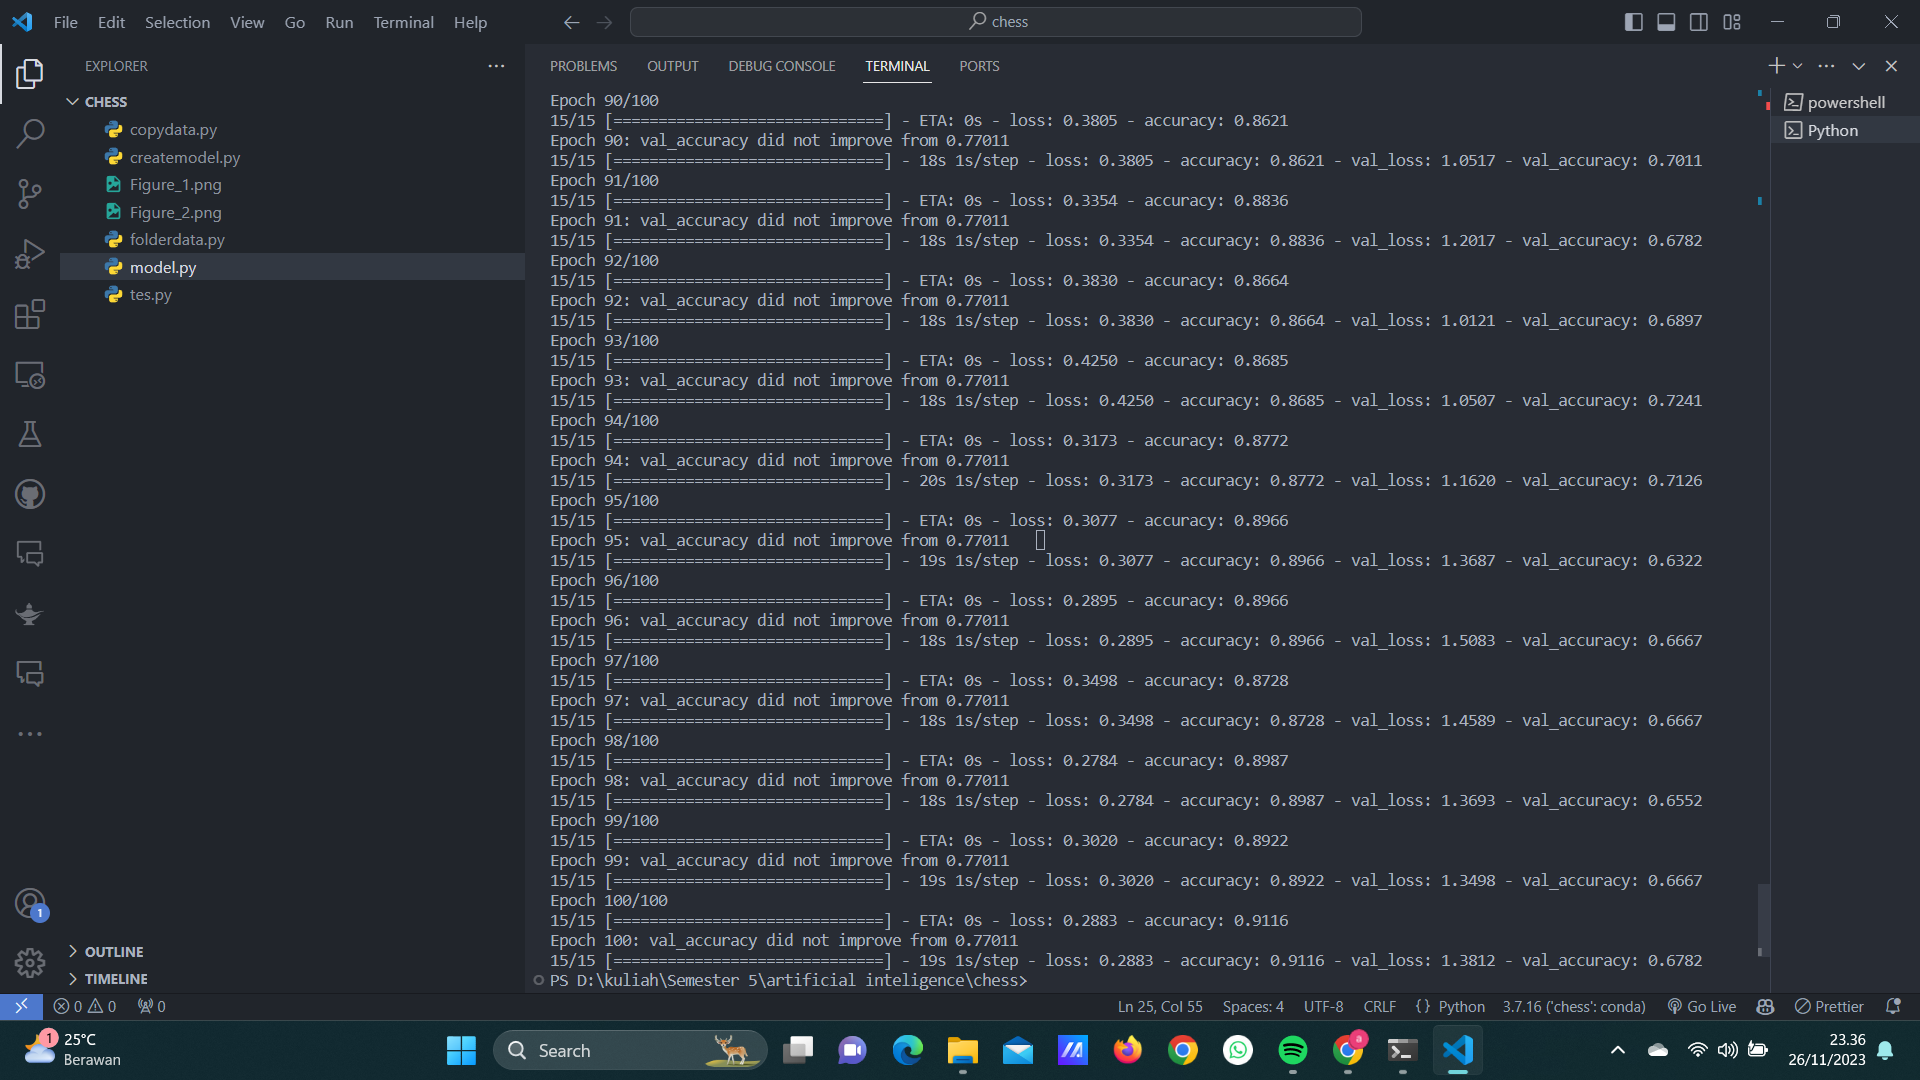 File Edit Selection View Go Run Terminal Help
chess
EXPLORER
CHESS
copydata.py
createmodel.py
Figure_1.png
Figure_2.png
folderdata.py
model.py
tes.py
OUTLINE
TIMELINE
1
PROBLEMS OUTPUT DEBUG CONSOLE TERMINAL PORTS
Epoch 90/100
15/15 [==============================] - ETA: 0s - loss: 0.3805 - accuracy: 0.8621
Epoch 90: val_accuracy did not improve from 0.77011
15/15 [==============================] - 18s 1s/step - loss: 0.3805 - accuracy: 0.8621 - val_loss: 1.0517 - val_accuracy: 0.7011
Epoch 91/100
15/15 [==============================] - ETA: 0s - loss: 0.3354 - accuracy: 0.8836
Epoch 91: val_accuracy did not improve from 0.77011
15/15 [==============================] - 18s 1s/step - loss: 0.3354 - accuracy: 0.8836 - val_loss: 1.2017 - val_accuracy: 0.6782
Epoch 92/100
15/15 [==============================] - ETA: 0s - loss: 0.3830 - accuracy: 0.8664
Epoch 92: val_accuracy did not improve from 0.77011
15/15 [==============================] - 18s 1s/step - loss: 0.3830 - accuracy: 0.8664 - val_loss: 1.0121 - val_accuracy: 0.6897
Epoch 93/100
15/15 [==============================] - ETA: 0s - loss: 0.4250 - accuracy: 0.8685
Epoch 93: val_accuracy did not improve from 0.77011
15/15 [==============================] - 18s 1s/step - loss: 0.4250 - accuracy: 0.8685 - val_loss: 1.0507 - val_accuracy: 0.7241
Epoch 94/100
15/15 [==============================] - ETA: 0s - loss: 0.3173 - accuracy: 0.8772
Epoch 94: val_accuracy did not improve from 0.77011
15/15 [==============================] - 20s 1s/step - loss: 0.3173 - accuracy: 0.8772 - val_loss: 1.1620 - val_accuracy: 0.7126
Epoch 95/100
15/15 [==============================] - ETA: 0s - loss: 0.3077 - accuracy: 0.8966
Epoch 95: val_accuracy did not improve from 0.77011
15/15 [==============================] - 19s 1s/step - loss: 0.3077 - accuracy: 0.8966 - val_loss: 1.3687 - val_accuracy: 0.6322
Epoch 96/100
15/15 [==============================] - ETA: 0s - loss: 0.2895 - accuracy: 0.8966
Epoch 96: val_accuracy did not improve from 0.77011
15/15 [==============================] - 18s 1s/step - loss: 0.2895 - accuracy: 0.8966 - val_loss: 1.5083 - val_accuracy: 0.6667
Epoch 97/100
15/15 [==============================] - ETA: 0s - loss: 0.3498 - accuracy: 0.8728
Epoch 97: val_accuracy did not improve from 0.77011
15/15 [==============================] - 18s 1s/step - loss: 0.3498 - accuracy: 0.8728 - val_loss: 1.4589 - val_accuracy: 0.6667
Epoch 98/100
15/15 [==============================] - ETA: 0s - loss: 0.2784 - accuracy: 0.8987
Epoch 98: val_accuracy did not improve from 0.77011
15/15 [==============================] - 18s 1s/step - loss: 0.2784 - accuracy: 0.8987 - val_loss: 1.3693 - val_accuracy: 0.6552
Epoch 99/100
15/15 [==============================] - ETA: 0s - loss: 0.3020 - accuracy: 0.8922
Epoch 99: val_accuracy did not improve from 0.77011
15/15 [==============================] - 19s 1s/step - loss: 0.3020 - accuracy: 0.8922 - val_loss: 1.3498 - val_accuracy: 0.6667
Epoch 100/100
15/15 [==============================] - ETA: 0s - loss: 0.2883 - accuracy: 0.9116
Epoch 100: val_accuracy did not improve from 0.77011
15/15 [==============================] - 19s 1s/step - loss: 0.2883 - accuracy: 0.9116 - val_loss: 1.3812 - val_accuracy: 0.6782
PS D:\kuliah\Semester 5\artificial inteligence\chess>
powershell
Python
0 0 0 Ln 25, Col 55 Spaces: 4 UTF-8 CRLF {} Python 3.7.16 ('chess': conda) Go Live Prettier
1
25°C
Berawan
Search
a
23.36
26/11/2023